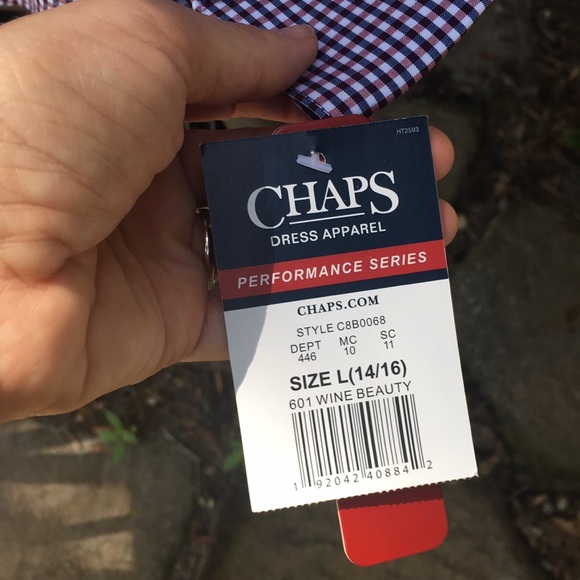 HT2593
CHAPS
DRESS APPAREL
PERFORMANCE SERIES
CHAPS.COM
STYLE C8B0068
DEPT MC SC
446 10 11
SIZE L(14/16)
601 WINE BEAUTY
1 92042 40884 2